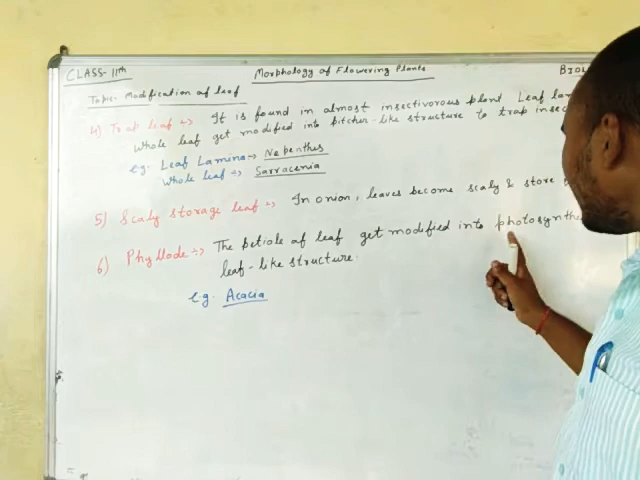 CLASS-11th
Morphology of Flowering Plants
Topic- Modification of leaf
4) Trap leaf → It is found in almost insectivorous plant Leaf
whole leaf get modified into pitcher-like structure to trap
e.g. Leaf Lamina → Nepenthes
whole leaf → Sarracenia
5) Scaly storage leaf → In onion, leaves become scaly & store
6) Phyllode → The petiole of leaf get modified into
leaf-like structure.
e.g. Acacia